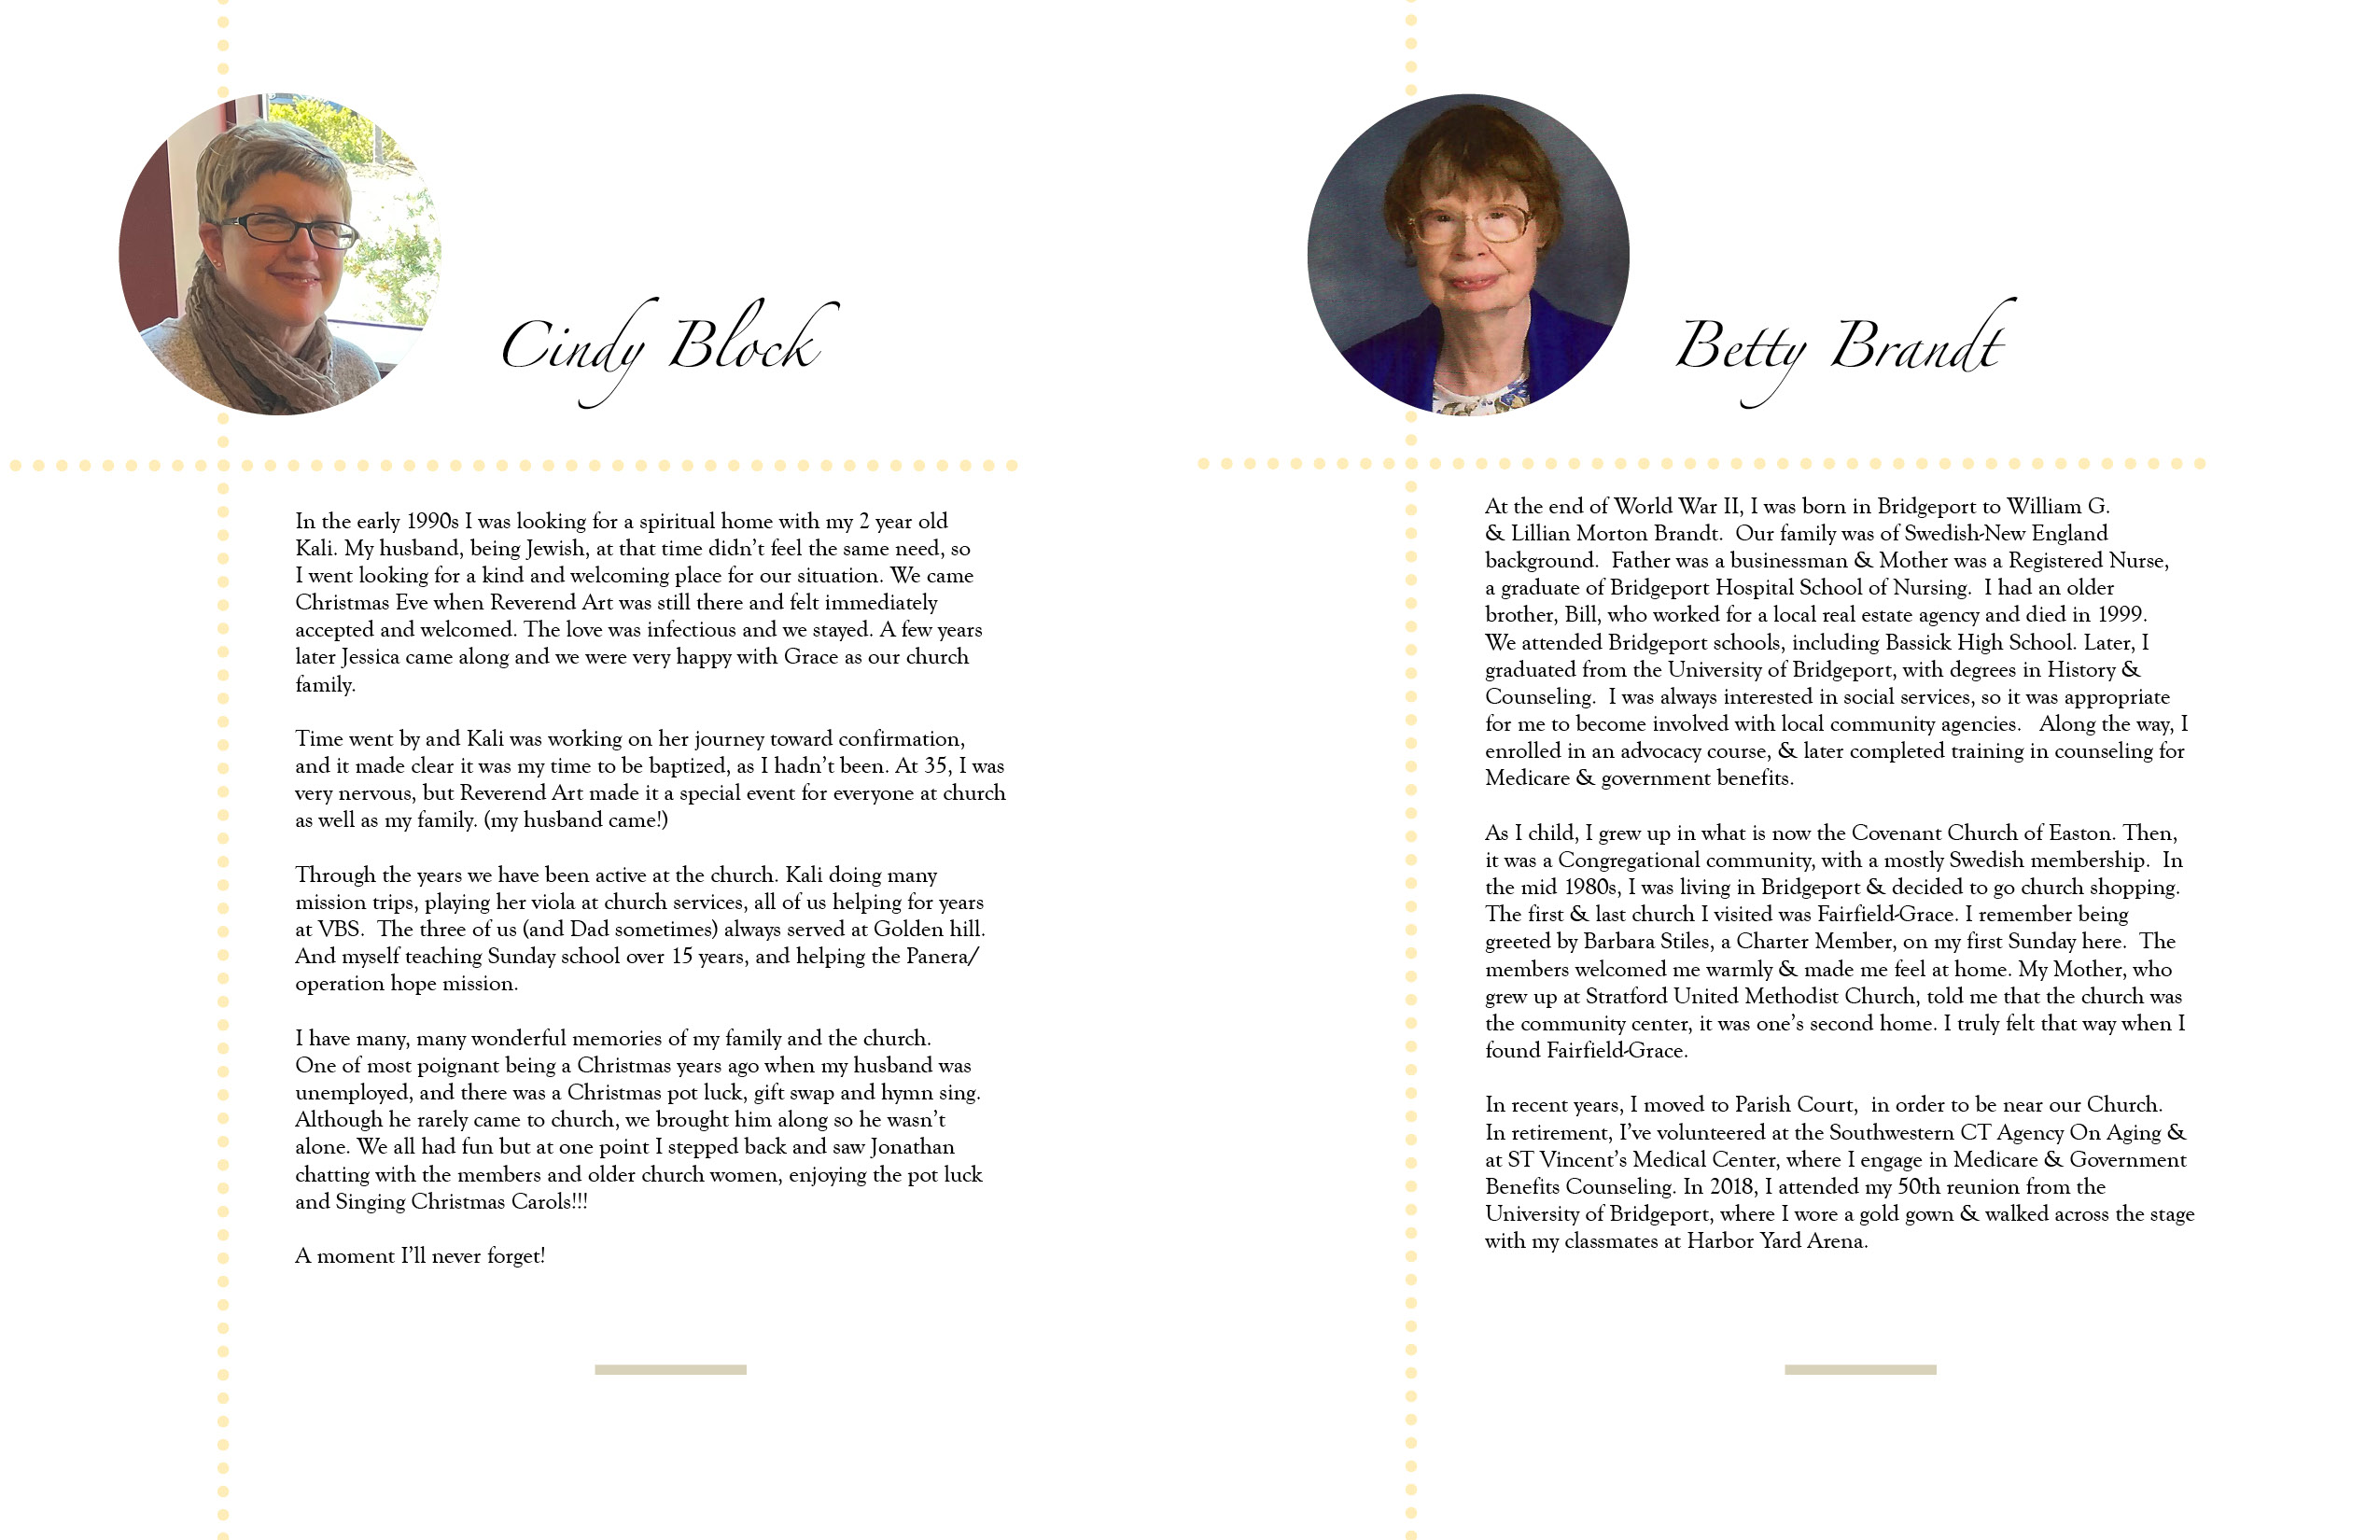 Cindy Block
In the early 1990s I was looking for a spiritual home with my 2 year old
Kali. My husband, being Jewish, at that time didn’t feel the same need, so
I went looking for a kind and welcoming place for our situation. We came
Christmas Eve when Reverend Art was still there and felt immediately
accepted and welcomed. The love was infectious and we stayed. A few years
later Jessica came along and we were very happy with Grace as our church
family.
Time went by and Kali was working on her journey toward confirmation,
and it made clear it was my time to be baptized, as I hadn’t been. At 35, I was
very nervous, but Reverend Art made it a special event for everyone at church
as well as my family. (my husband came!)
Through the years we have been active at the church. Kali doing many
mission trips, playing her viola at church services, all of us helping for years
at VBS.  The three of us (and Dad sometimes) always served at Golden hill.
And myself teaching Sunday school over 15 years, and helping the Panera/
operation hope mission.
I have many, many wonderful memories of my family and the church.
One of most poignant being a Christmas years ago when my husband was
unemployed, and there was a Christmas pot luck, gift swap and hymn sing.
Although he rarely came to church, we brought him along so he wasn’t
alone. We all had fun but at one point I stepped back and saw Jonathan
chatting with the members and older church women, enjoying the pot luck
and Singing Christmas Carols!!!
A moment I’ll never forget!
Betty Brandt
At the end of World War II, I was born in Bridgeport to William G.
& Lillian Morton Brandt.  Our family was of Swedish-New England
background.  Father was a businessman & Mother was a Registered Nurse,
a graduate of Bridgeport Hospital School of Nursing.  I had an older
brother, Bill, who worked for a local real estate agency and died in 1999.
We attended Bridgeport schools, including Bassick High School. Later, I
graduated from the University of Bridgeport, with degrees in History &
Counseling.  I was always interested in social services, so it was appropriate
for me to become involved with local community agencies.   Along the way, I
enrolled in an advocacy course, & later completed training in counseling for
Medicare & government benefits.
As I child, I grew up in what is now the Covenant Church of Easton. Then,
it was a Congregational community, with a mostly Swedish membership.  In
the mid 1980s, I was living in Bridgeport & decided to go church shopping.
The first & last church I visited was Fairfield-Grace. I remember being
greeted by Barbara Stiles, a Charter Member, on my first Sunday here.  The
members welcomed me warmly & made me feel at home. My Mother, who
grew up at Stratford United Methodist Church, told me that the church was
the community center, it was one’s second home. I truly felt that way when I
found Fairfield-Grace.
In recent years, I moved to Parish Court,  in order to be near our Church.
In retirement, I’ve volunteered at the Southwestern CT Agency On Aging &
at ST Vincent’s Medical Center, where I engage in Medicare & Government
Benefits Counseling. In 2018, I attended my 50th reunion from the
University of Bridgeport, where I wore a gold gown & walked across the stage
with my classmates at Harbor Yard Arena.